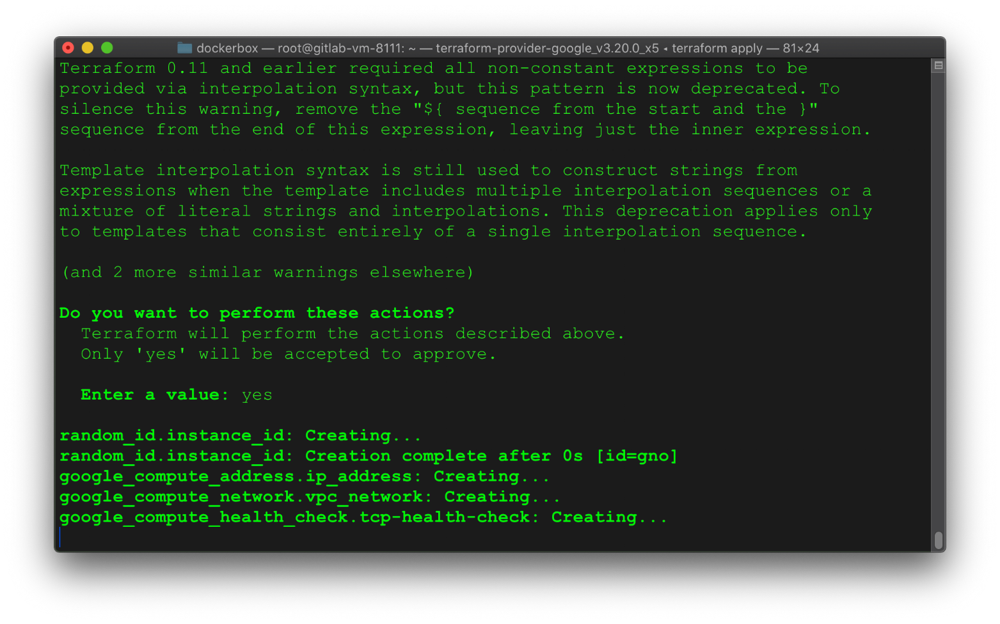 dockerbox — root@gitlab-vm-8111: ~ — terraform-provider-google_v3.20.0_x5 ◂ terraform apply — 81×24
Terraform 0.11 and earlier required all non-constant expressions to be
provided via interpolation syntax, but this pattern is now deprecated. To
silence this warning, remove the "${ sequence from the start and the }"
sequence from the end of this expression, leaving just the inner expression.
Template interpolation syntax is still used to construct strings from
expressions when the template includes multiple interpolation sequences or a
mixture of literal strings and interpolations. This deprecation applies only
to templates that consist entirely of a single interpolation sequence.
(and 2 more similar warnings elsewhere)
Do you want to perform these actions?
Terraform will perform the actions described above.
Only 'yes' will be accepted to approve.
Enter a value: yes
random_id.instance_id: Creating...
random_id.instance_id: Creation complete after 0s [id=gno]
google_compute_address.ip_address: Creating...
google_compute_network.vpc_network: Creating...
google_compute_health_check.tcp-health-check: Creating...